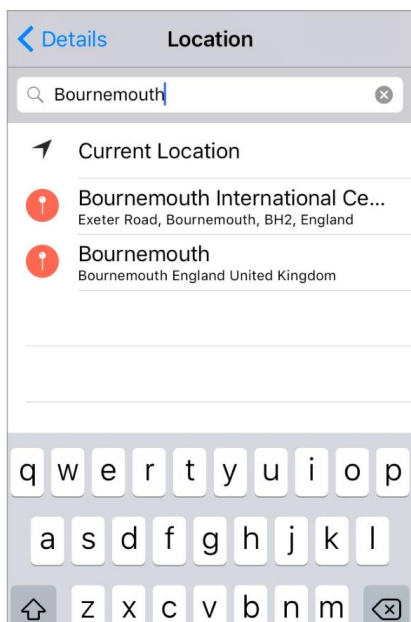 Details Location
Bournemouth
Current Location
Bournemouth International Ce...
Exeter Road, Bournemouth, BH2, England
Bournemouth
Bournemouth England United Kingdom
q w e r t y u i o p
a s d f g h j k l
z x c v b n m